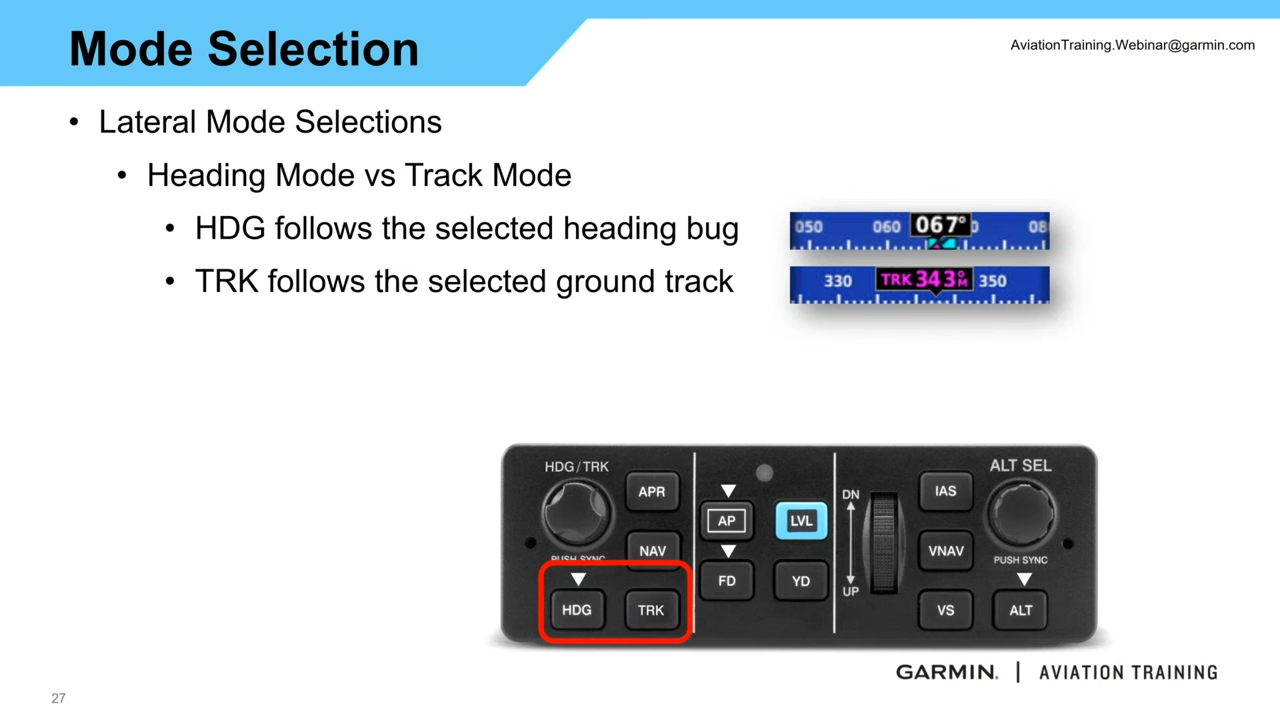 Mode Selection
AviationTraining.Webinar@garmin.com
• Lateral Mode Selections
• Heading Mode vs Track Mode
• HDG follows the selected heading bug
• TRK follows the selected ground track
050 060 067°
330 TRK 343°M 350
HDG/TRK
APR
PUSH SYNC
NAV
HDG
TRK
AP
LVL
FD
YD
DN
UP
IAS
VNAV
VS
ALT SEL
PUSH SYNC
ALT
GARMIN. | AVIATION TRAINING
27